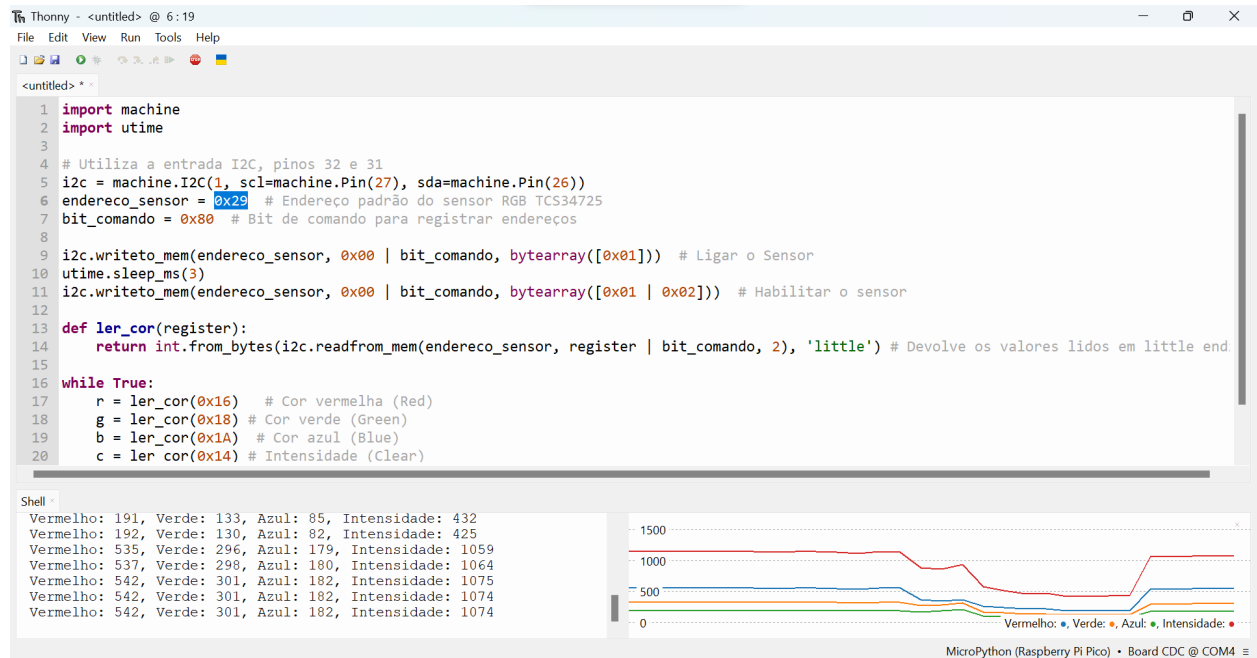 Thonny - <untitled> @ 6:19
File Edit View Run Tools Help
<untitled> *
1 import machine
2 import utime
3
4 # Utiliza a entrada I2C, pinos 32 e 31
5 i2c = machine.I2C(1, scl=machine.Pin(27), sda=machine.Pin(26))
6 endereco_sensor = 0x29  # Endereço padrão do sensor RGB TCS34725
7 bit_comando = 0x80  # Bit de comando para registrar endereços
8
9 i2c.writeto_mem(endereco_sensor, 0x00 | bit_comando, bytearray([0x01]))  # Ligar o Sensor
10 utime.sleep_ms(3)
11 i2c.writeto_mem(endereco_sensor, 0x00 | bit_comando, bytearray([0x01 | 0x02]))  # Habilitar o sensor
12
13 def ler_cor(register):
14     return int.from_bytes(i2c.readfrom_mem(endereco_sensor, register | bit_comando, 2), 'little') # Devolve os valores lidos em little end
15
16 while True:
17     r = ler_cor(0x16)   # Cor vermelha (Red)
18     g = ler_cor(0x18) # Cor verde (Green)
19     b = ler_cor(0x1A)  # Cor azul (Blue)
20     c = ler_cor(0x14) # Intensidade (Clear)
Shell
Vermelho: 191, Verde: 133, Azul: 85, Intensidade: 432
Vermelho: 192, Verde: 130, Azul: 82, Intensidade: 425
Vermelho: 535, Verde: 296, Azul: 179, Intensidade: 1059
Vermelho: 537, Verde: 298, Azul: 180, Intensidade: 1064
Vermelho: 542, Verde: 301, Azul: 182, Intensidade: 1075
Vermelho: 542, Verde: 301, Azul: 182, Intensidade: 1074
Vermelho: 542, Verde: 301, Azul: 182, Intensidade: 1074
1500
1000
500
0
Vermelho: •, Verde: •, Azul: •, Intensidade: •
MicroPython (Raspberry Pi Pico) • Board CDC @ COM4 ≡